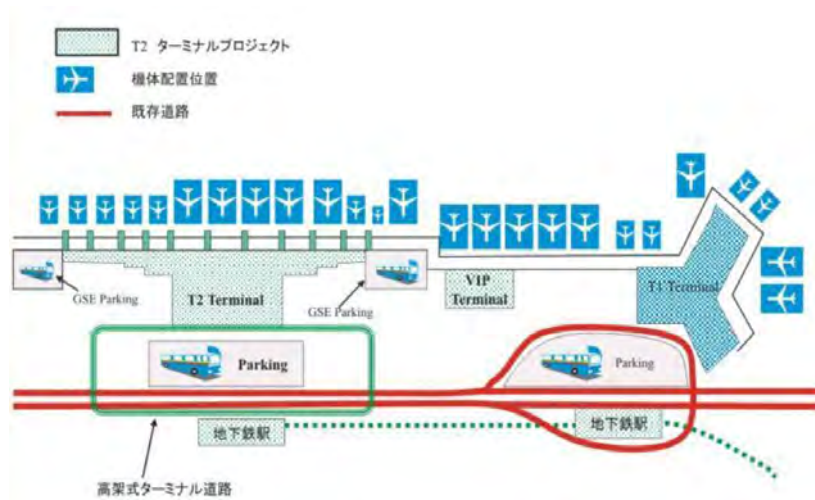 T2 ターミナルプロジェクト
機体配置位置
既存道路
GSE Parking
T2 Terminal
GSE Parking
VIP
Terminal
T1 Terminal
Parking
Parking
地下鉄駅
地下鉄駅
高架式ターミナル道路